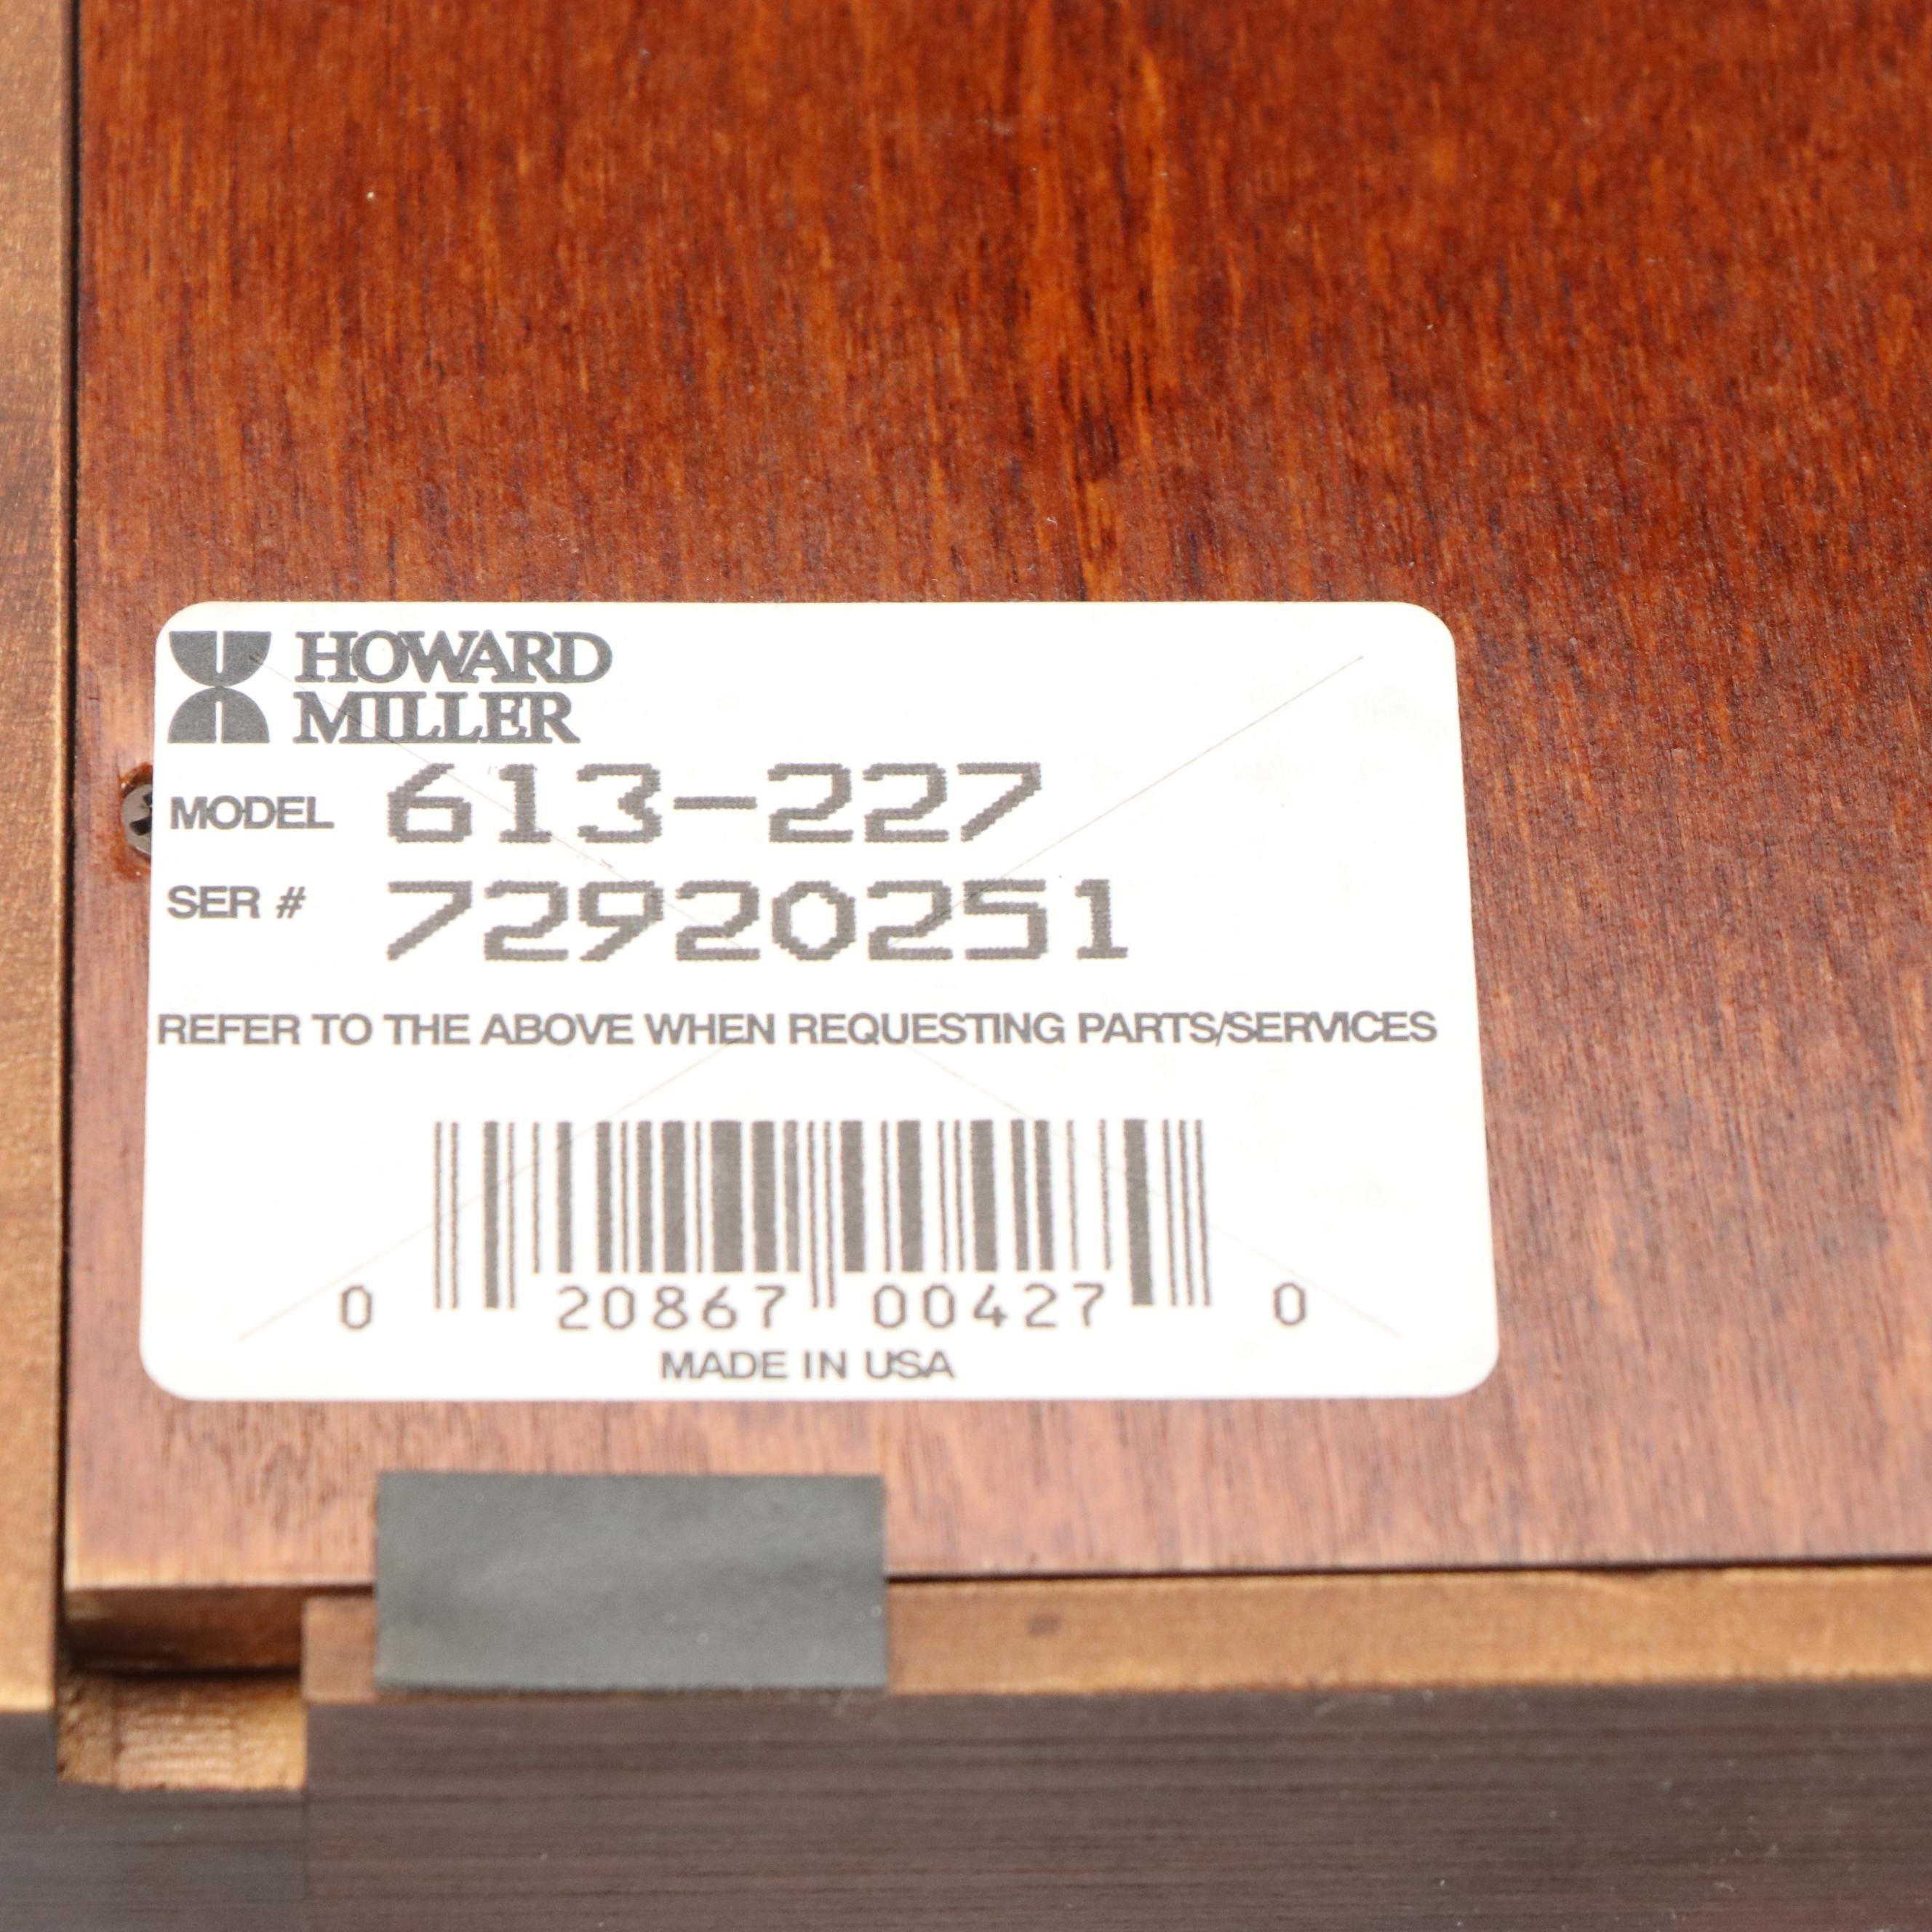 HOWARD
MILLER
MODEL 613-227
SER # 72920251
REFER TO THE ABOVE WHEN REQUESTING PARTS/SERVICES
0 20867 00427 0
MADE IN USA